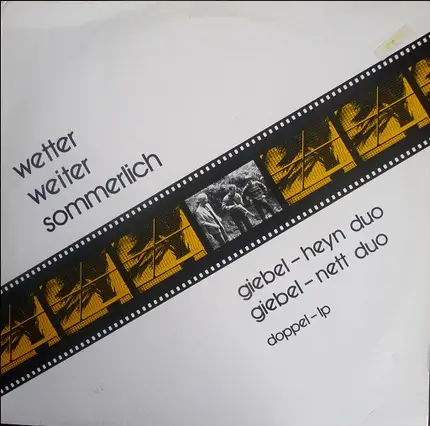 wetter
weiter
sommerlich
giebel-heyn duo
giebel-nett duo
doppel-lp